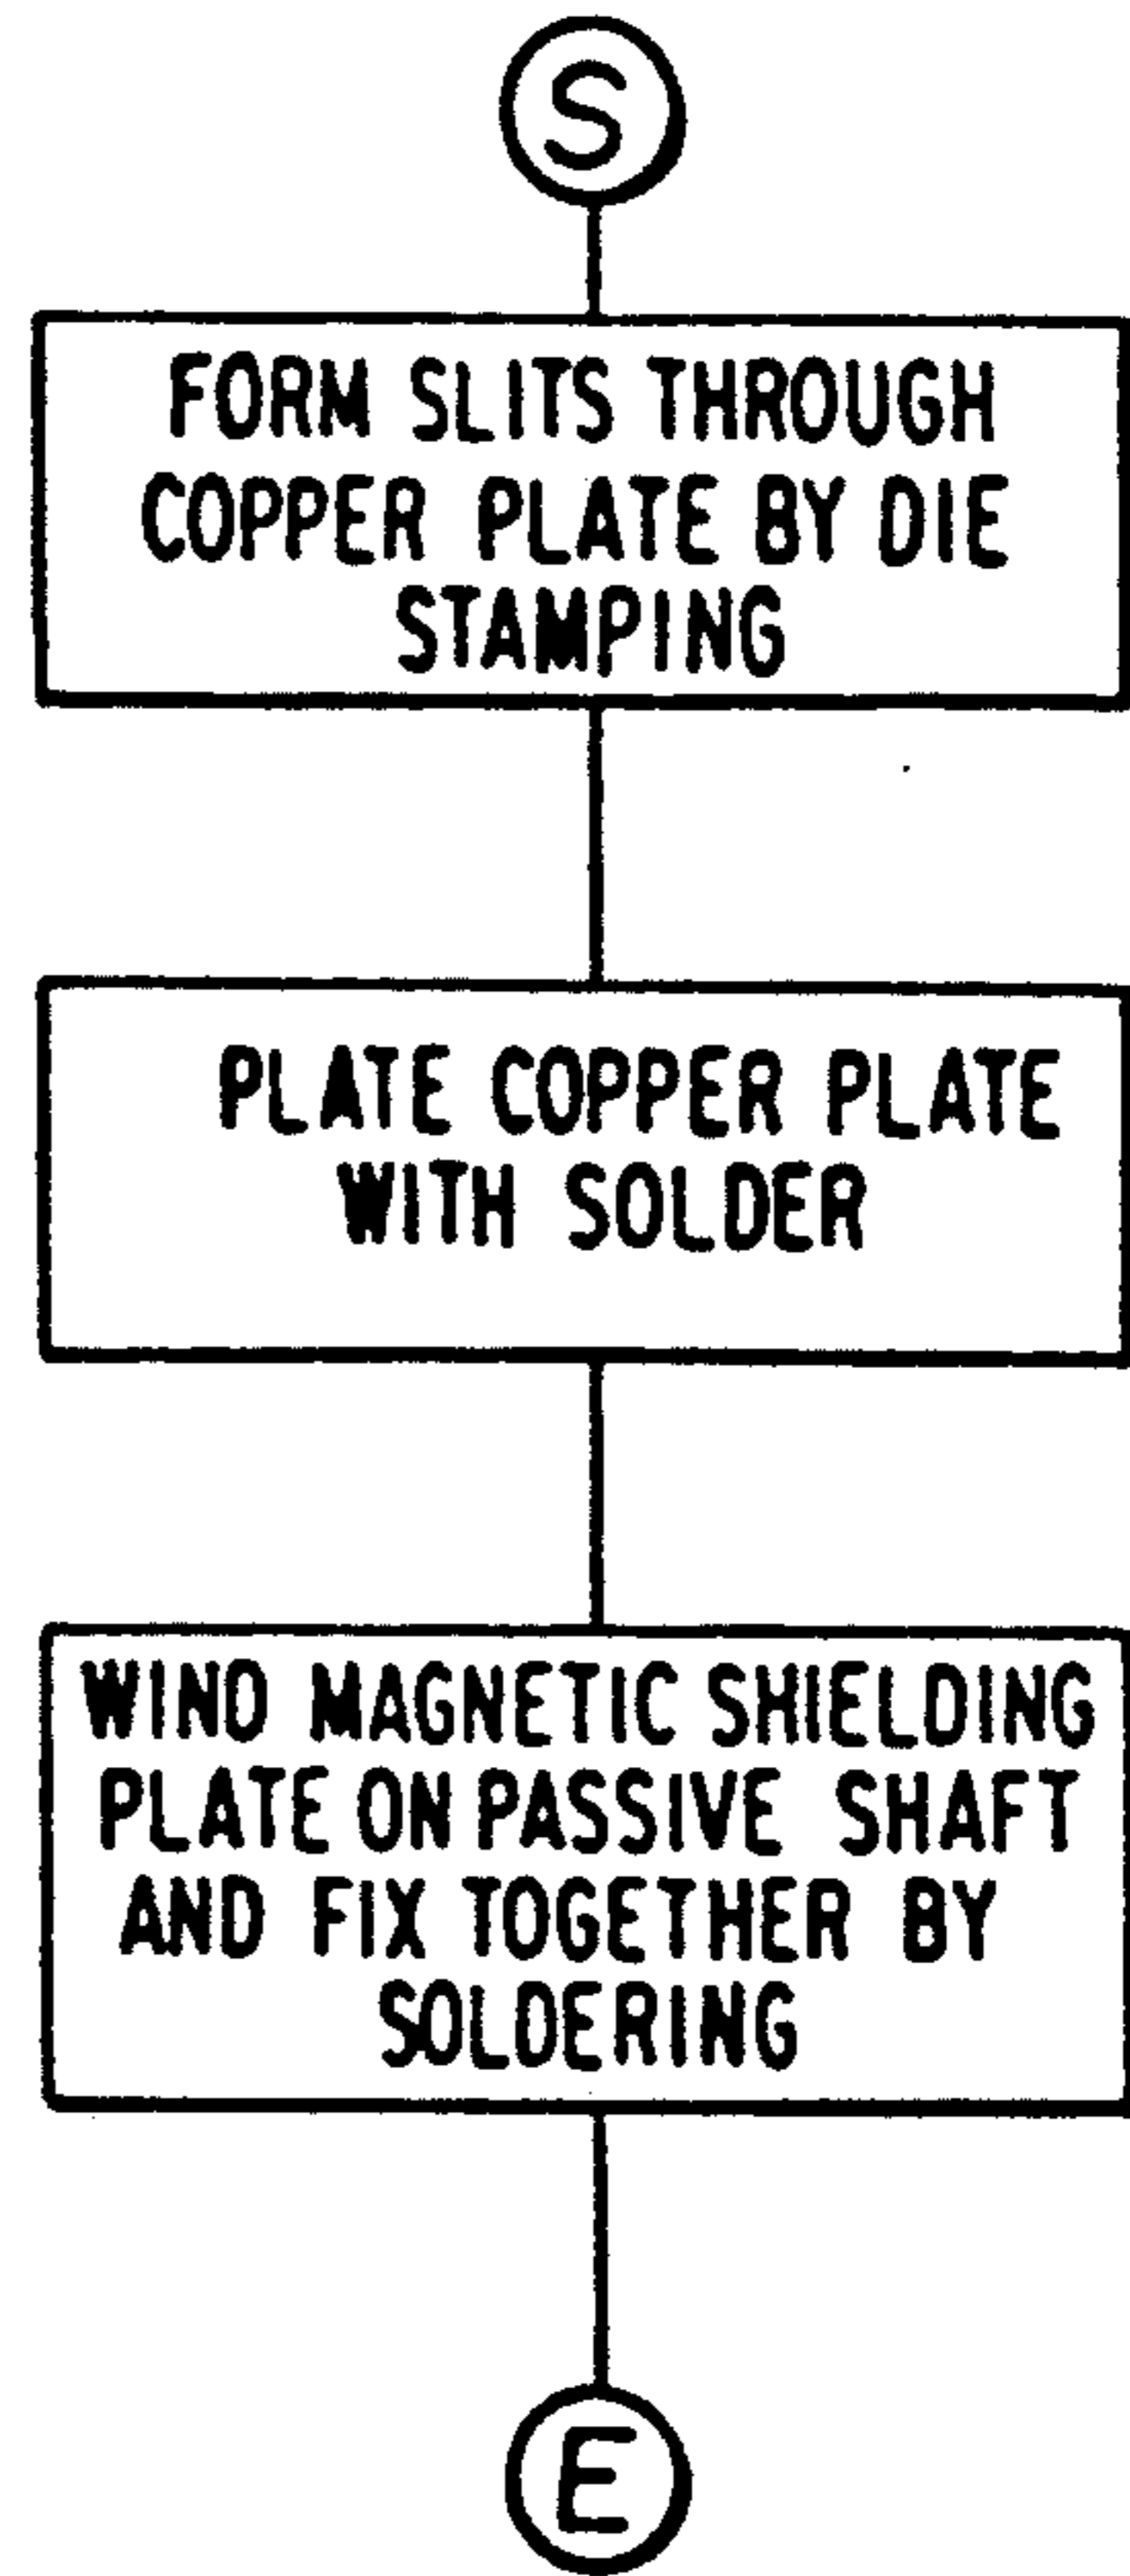 S
FORM SLITS THROUGH
COPPER PLATE BY DIE
STAMPING
PLATE COPPER PLATE
WITH SOLDER
WIND MAGNETIC SHIELDING
PLATE ON PASSIVE SHAFT
AND FIX TOGETHER BY
SOLDERING
E